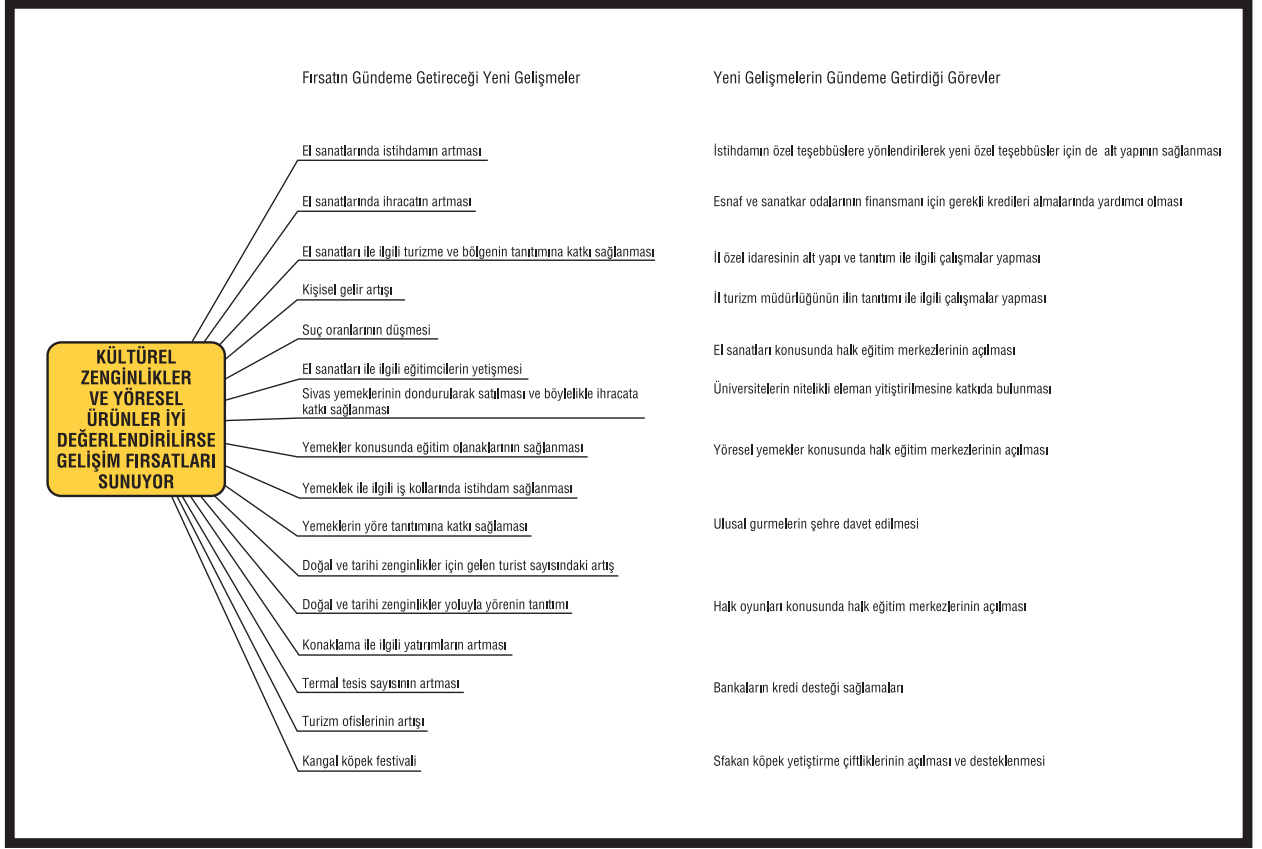 Fırsatın Gündeme Getireceği Yeni Gelişmeler
Yeni Gelişmelerin Gündeme Getirdiği Görevler
KÜLTÜREL
ZENGİNLİKLER
VE YÖRESEL
ÜRÜNLER İYİ
DEĞERLENDİRİLİRSE
GELİŞİM FIRSATLARI
SUNUYOR
El sanatlarında istihdamın artması
El sanatlarında ihracatın artması
El sanatları ile ilgili turizme ve bölgenin tanıtımına katkı sağlanması
Kişisel gelir artışı
Suç oranlarının düşmesi
El sanatları ile ilgili eğitimcilerin yetişmesi
Sivas yemeklerinin dondurularak satılması ve böylelikle ihracata
katkı sağlanması
Yemekler konusunda eğitim olanaklarının sağlanması
Yemeklek ile ilgili iş kollarında istihdam sağlanması
Yemeklerin yöre tanıtımına katkı sağlaması
Doğal ve tarihi zenginlikler için gelen turist sayısındaki artış
Doğal ve tarihi zenginlikler yoluyla yörenin tanıtımı
Konaklama ile ilgili yatırımların artması
Termal tesis sayısının artması
Turizm ofislerinin artışı
Kangal köpek festivali
İstihdamın özel teşebbüslere yönlendirilerek yeni özel teşebbüsler için de alt yapının sağlanması
Esnaf ve sanatkar odalarının finansmanı için gerekli kredileri almalarında yardımcı olması
İl özel idaresinin alt yapı ve tanıtım ile ilgili çalışmalar yapması
İl turizm müdürlüğünün ilin tanıtımı ile ilgili çalışmalar yapması
El sanatları konusunda halk eğitim merkezlerinin açılması
Üniversitelerin nitelikli eleman yitiştirilmesine katkıda bulunması
Yöresel yemekler konusunda halk eğitim merkezlerinin açılması
Ulusal gurmelerin şehre davet edilmesi
Halk oyunları konusunda halk eğitim merkezlerinin açılması
Bankaların kredi desteği sağlamaları
Sfakan köpek yetiştirme çiftliklerinin açılması ve desteklenmesi